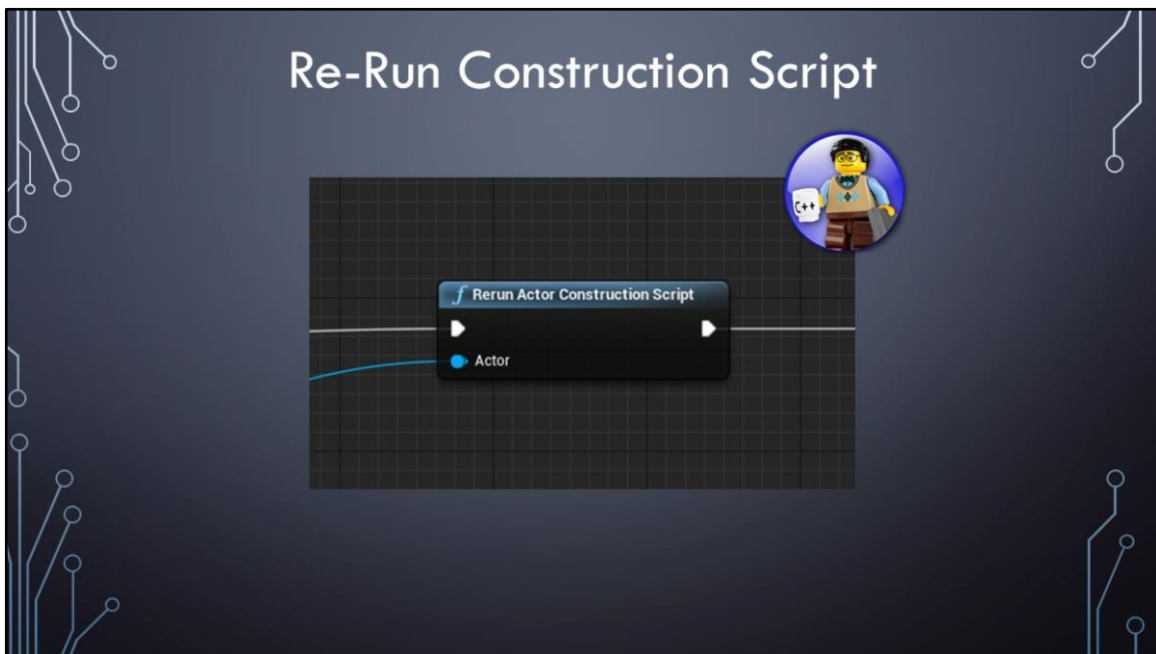 Re-Run Construction Script
C++
f Rerun Actor Construction Script
Actor